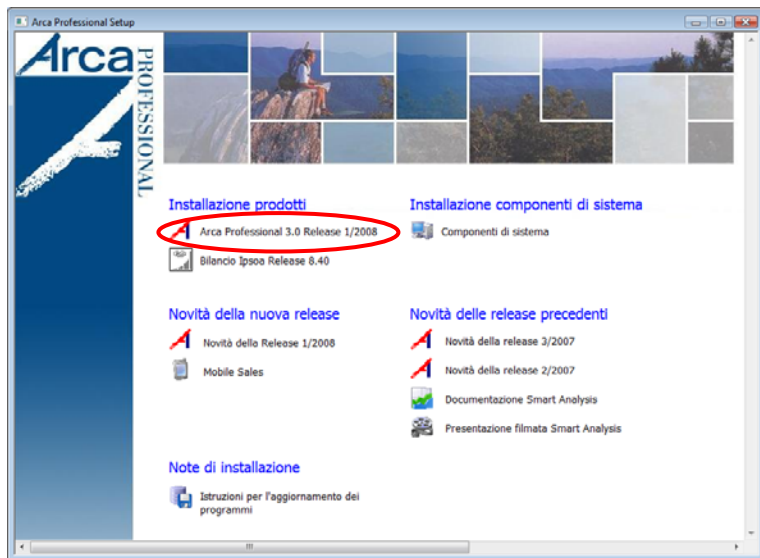 Arca Professional Setup
Arca
PROFESSIONAL
Installazione prodotti
Arca Professional 3.0 Release 1/2008
Bilancio Ipsoa Release 8.40
Installazione componenti di sistema
Componenti di sistema
Novità della nuova release
Novità della Release 1/2008
Mobile Sales
Novità delle release precedenti
Novità della release 3/2007
Novità della release 2/2007
Documentazione Smart Analysis
Presentazione filmata Smart Analysis
Note di installazione
Istruzioni per l'aggiornamento dei
programmi